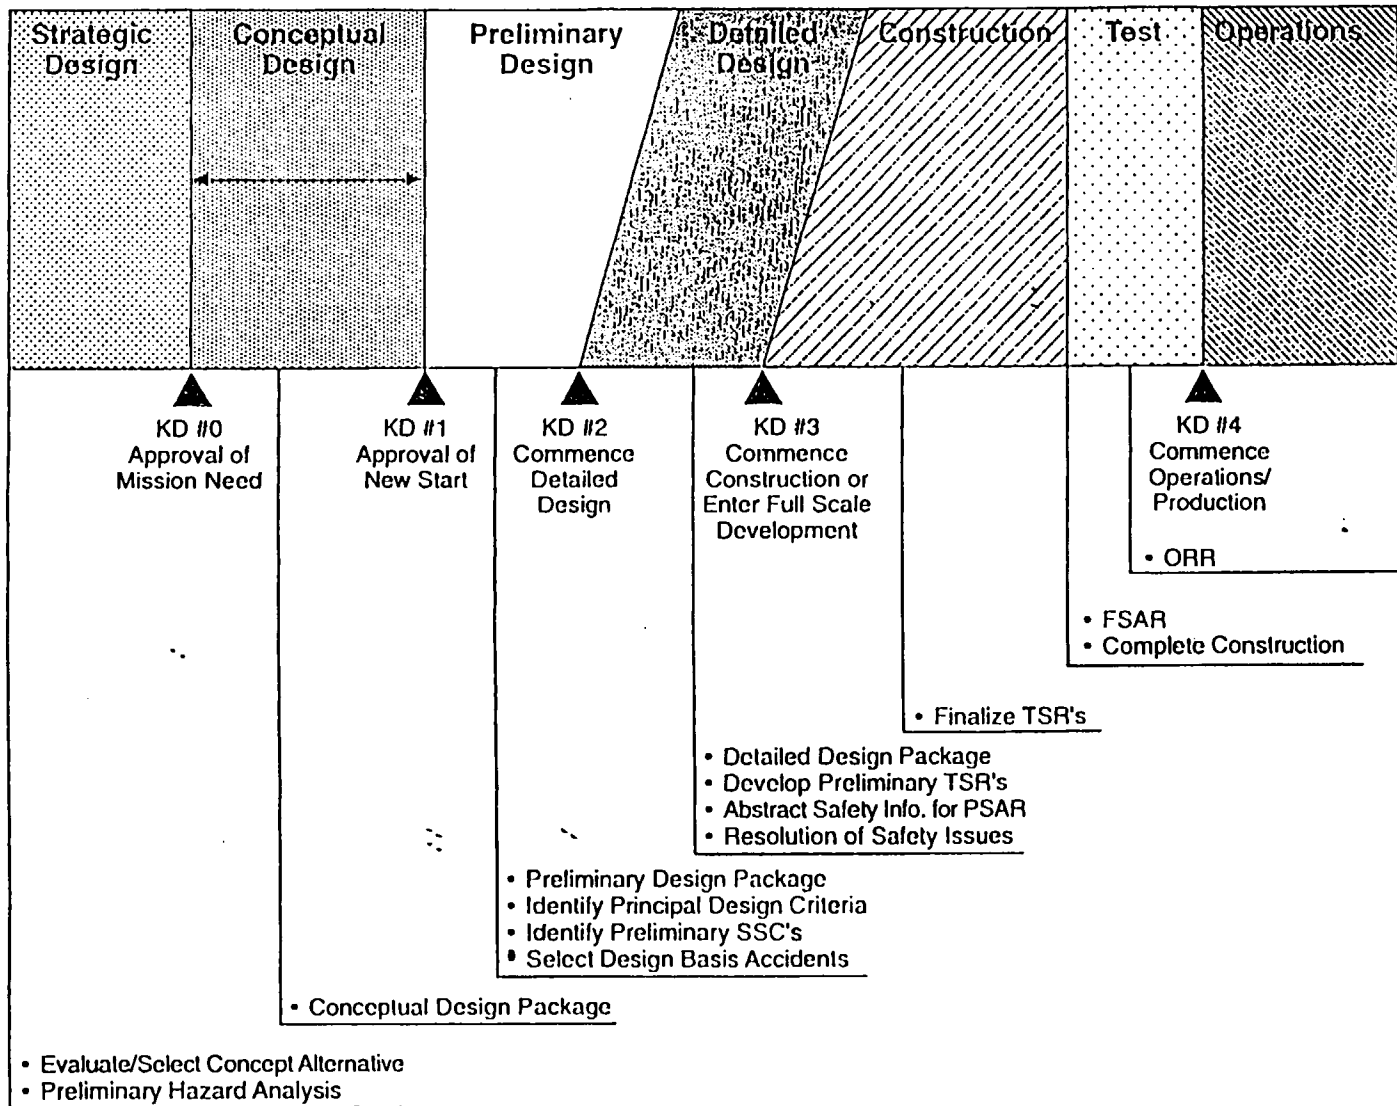 Strategic
Design
Conceptual
Design
Preliminary
Design
Detailed
Design
Construction
Test
Operations
KD #0
Approval of
Mission Need
KD #1
Approval of
New Start
KD #2
Commence
Detailed
Design
KD #3
Commence
Construction or
Enter Full Scale
Development
KD #4
Commence
Operations/
Production
• ORR
• FSAR
• Complete Construction
• Finalize TSR's
• Detailed Design Package
• Develop Preliminary TSR's
• Abstract Safety Info. for PSAR
• Resolution of Safety Issues
• Preliminary Design Package
• Identify Principal Design Criteria
• Identify Preliminary SSC's
• Select Design Basis Accidents
• Conceptual Design Package
• Evaluate/Select Concept Alternative
• Preliminary Hazard Analysis